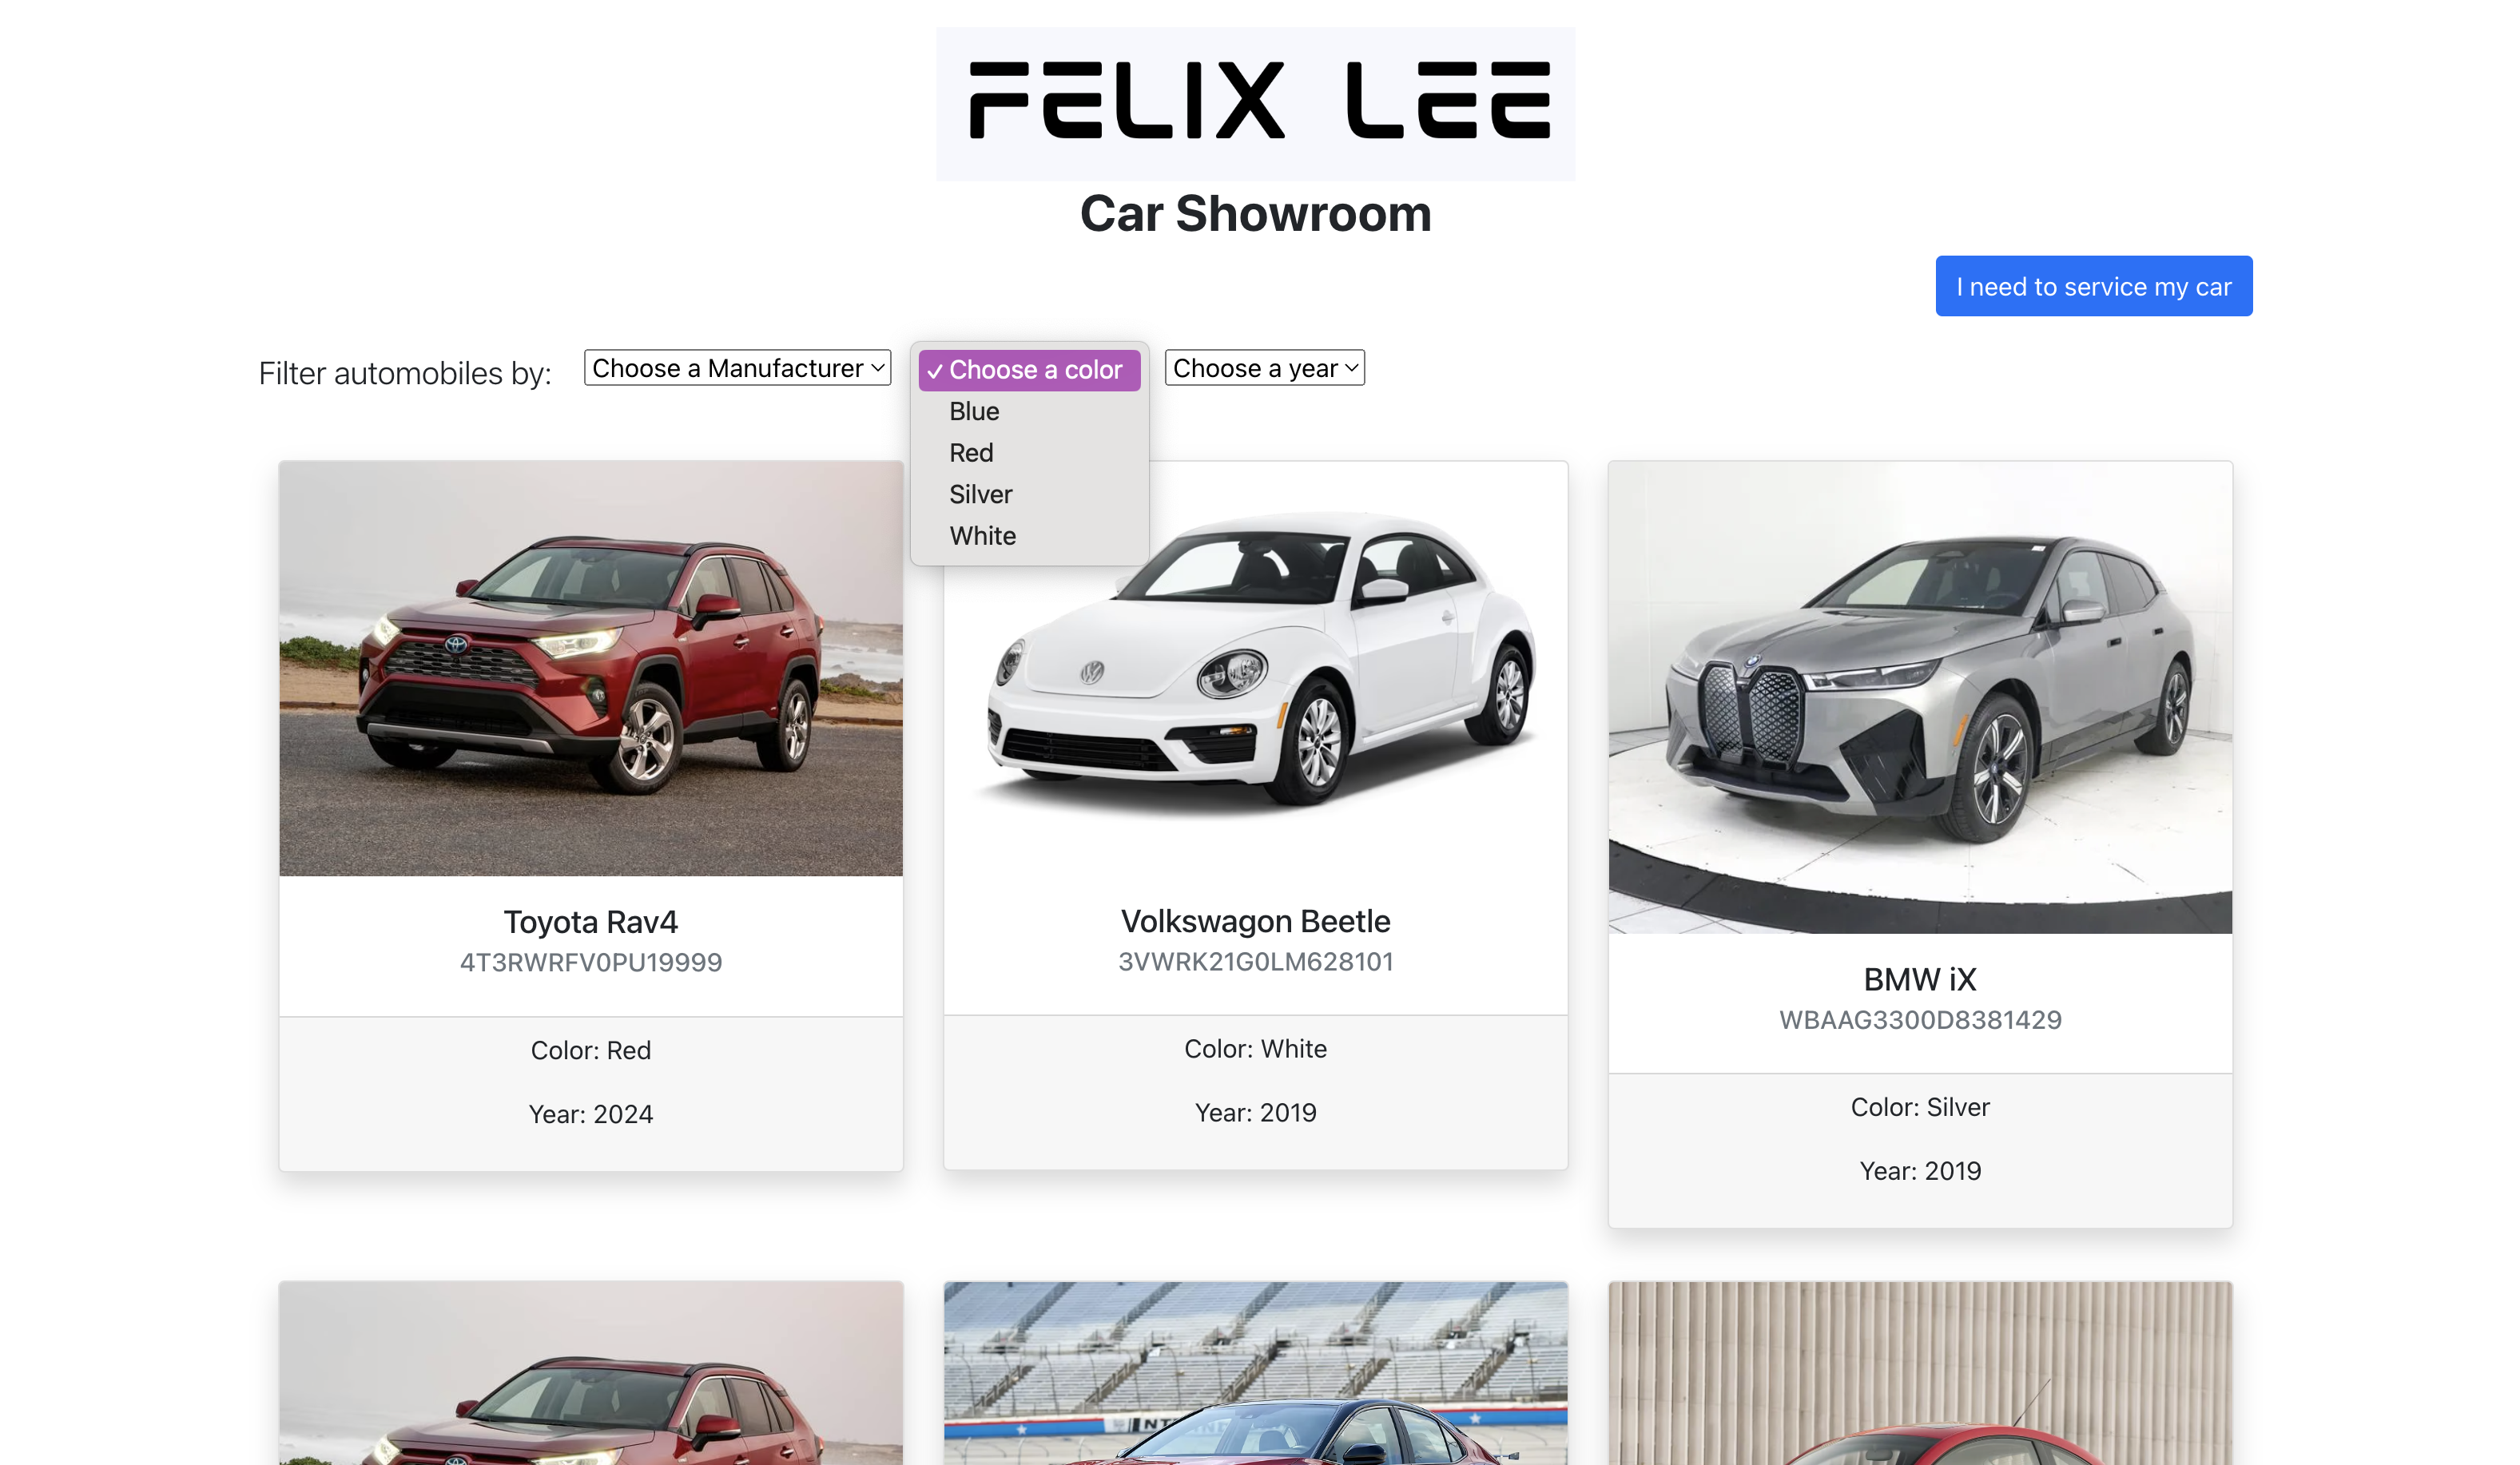 FELIX LEE
Car Showroom
I need to service my car
Filter automobiles by:
Choose a Manufacturer
✓ Choose a color
Choose a year
Blue
Red
Silver
White
Toyota Rav4
4T3RWRFV0PU19999
Color: Red
Year: 2024
Volkswagon Beetle
3VWRK21G0LM628101
Color: White
Year: 2019
BMW iX
WBAAG3300D8381429
Color: Silver
Year: 2019